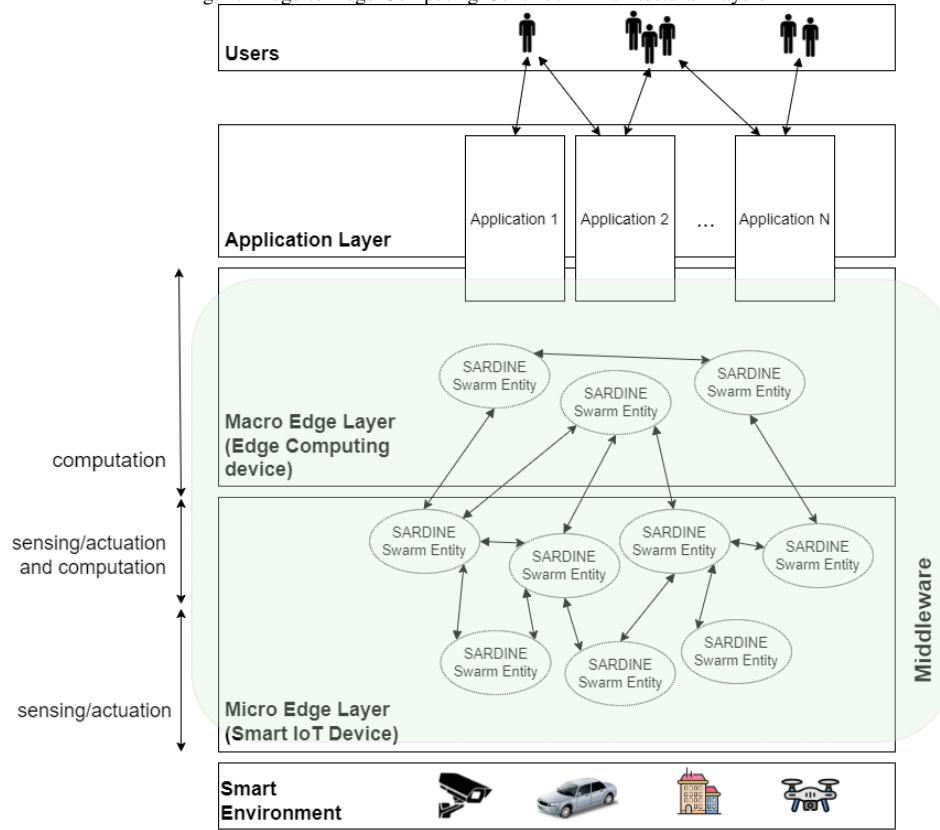 Users
Application 1
Application 2
...
Application N
Application Layer
SARDINE
Swarm Entity
SARDINE
Swarm Entity
SARDINE
Swarm Entity
Macro Edge Layer
(Edge Computing
device)
computation
SARDINE
Swarm Entity
SARDINE
Swarm Entity
SARDINE
Swarm Entity
SARDINE
Swarm Entity
sensing/actuation
and computation
Middleware
SARDINE
Swarm Entity
SARDINE
Swarm Entity
SARDINE
Swarm Entity
sensing/actuation
Micro Edge Layer
(Smart IoT Device)
Smart
Environment